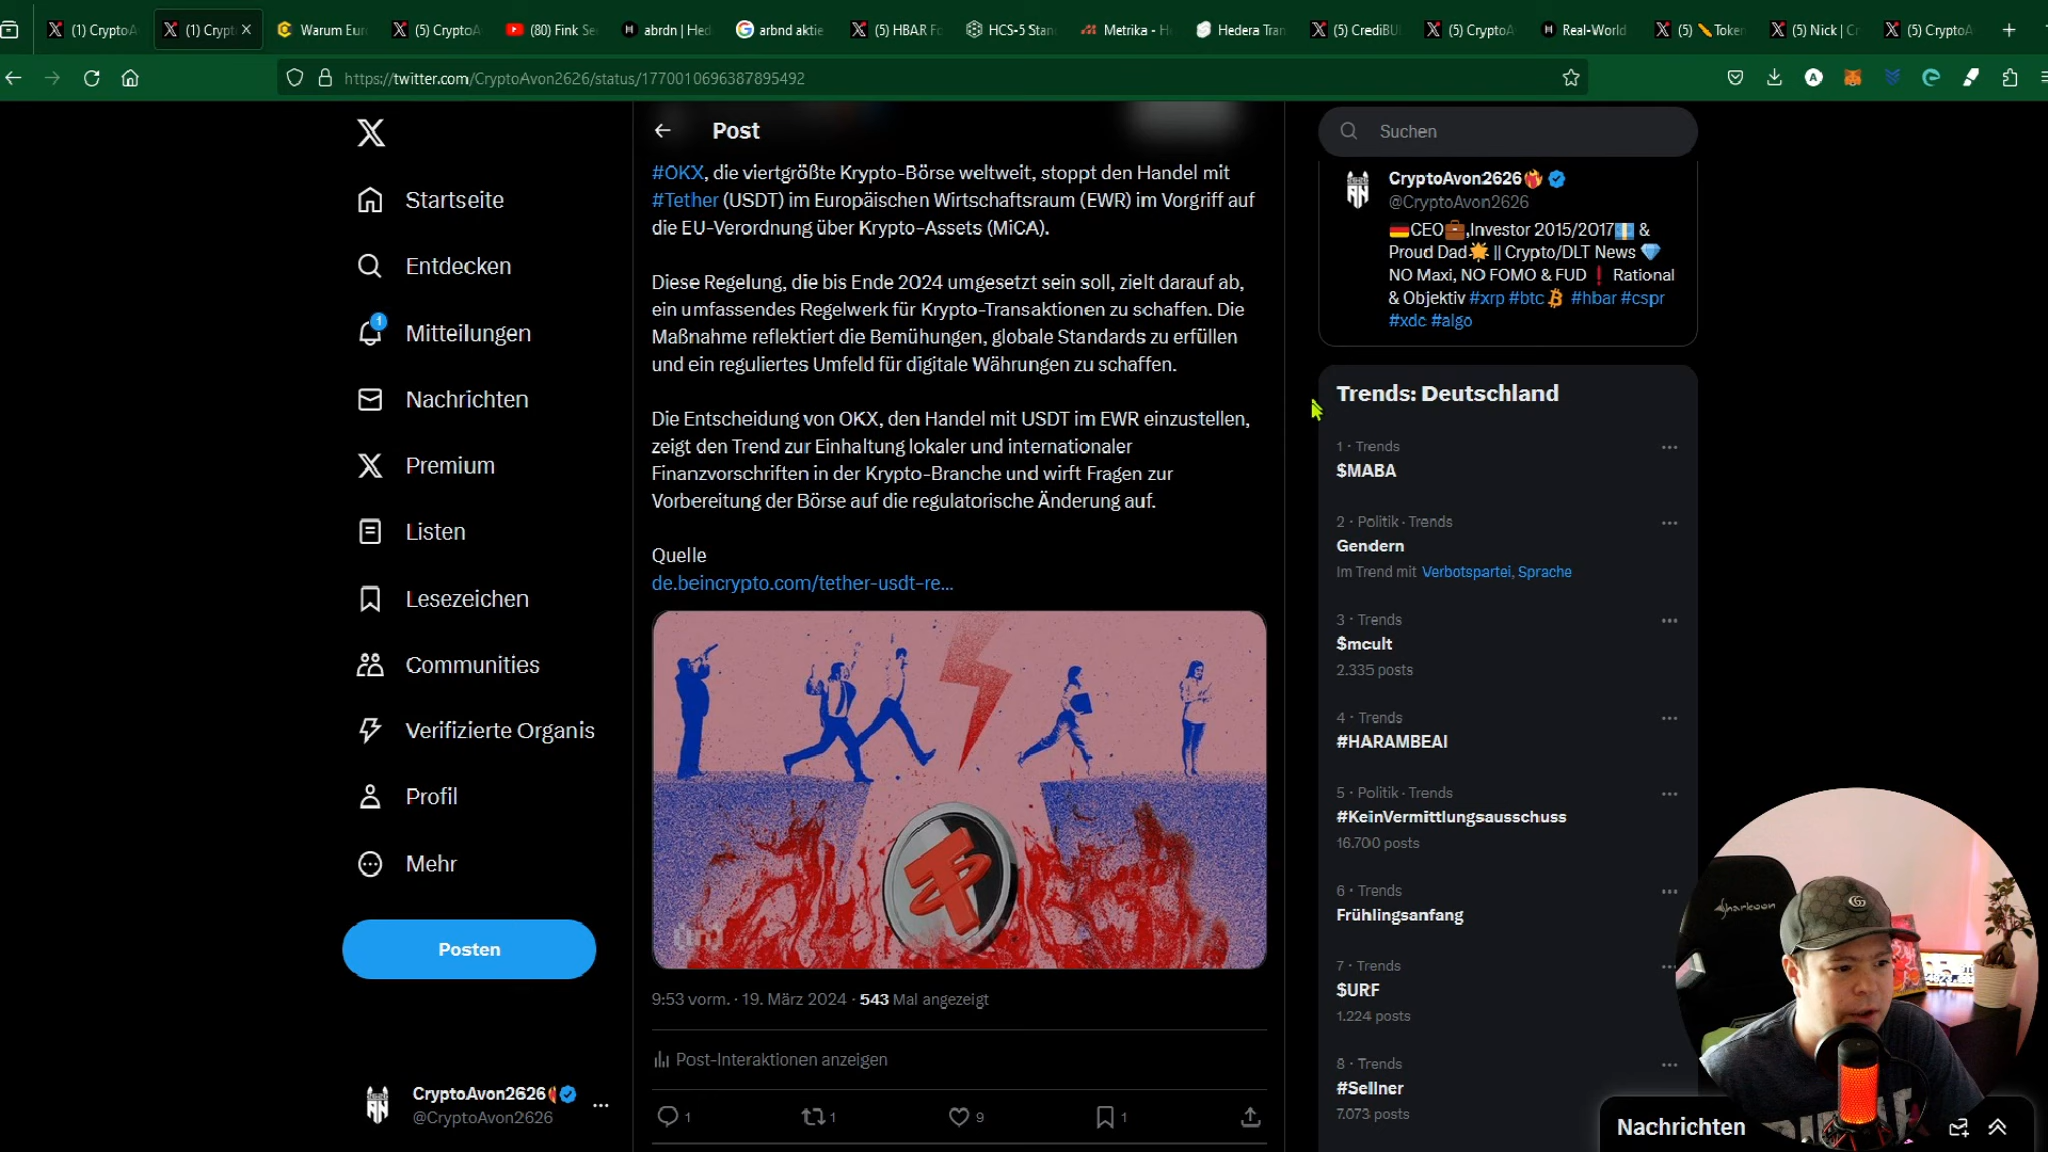 (1) CryptoA
(1) Crypt
Warum Eur
(5) CryptoA
(80) Fink Se
abrdn | Hed
arbnd aktie
(5) HBAR Fo
HCS-5 Stan
Metrika - H
Hedera Tran
(5) CrediBU
(5) CryptoA
Real-World
(5) Toke
(5) Nick | C
(5) CryptoA
https://twitter.com/CryptoAvon2626/status/1770010696387895492
Startseite
Entdecken
1
Mitteilungen
Nachrichten
Premium
Listen
Lesezeichen
Communities
Verifizierte Organis
Profil
Mehr
Posten
CryptoAvon2626
@CryptoAvon2626
Post
#OKX, die viertgrößte Krypto-Börse weltweit, stoppt den Handel mit
#Tether (USDT) im Europäischen Wirtschaftsraum (EWR) im Vorgriff auf
die EU-Verordnung über Krypto-Assets (MiCA).
Diese Regelung, die bis Ende 2024 umgesetzt sein soll, zielt darauf ab,
ein umfassendes Regelwerk für Krypto-Transaktionen zu schaffen. Die
Maßnahme reflektiert die Bemühungen, globale Standards zu erfüllen
und ein reguliertes Umfeld für digitale Währungen zu schaffen.
Die Entscheidung von OKX, den Handel mit USDT im EWR einzustellen,
zeigt den Trend zur Einhaltung lokaler und internationaler
Finanzvorschriften in der Krypto-Branche und wirft Fragen zur
Vorbereitung der Börse auf die regulatorische Änderung auf.
Quelle
de.beincrypto.com/tether-usdt-re...
9:53 vorm. · 19. März 2024 · 543 Mal angezeigt
Post-Interaktionen anzeigen
1
1
9
1
Suchen
CryptoAvon2626
@CryptoAvon2626
CEO,Investor 2015/2017 &
Proud Dad || Crypto/DLT News
NO Maxi, NO FOMO & FUD ❗ Rational
& Objektiv #xrp #btc #hbar #cspr
#xdc #algo
Trends: Deutschland
1 · Trends
$MABA
2 · Politik · Trends
Gendern
Im Trend mit Verbotspartei, Sprache
3 · Trends
$mcult
2.335 posts
4 · Trends
#HARAMBEAI
5 · Politik · Trends
#KeinVermittlungsausschuss
16.700 posts
6 · Trends
Frühlingsanfang
7 · Trends
$URF
1.224 posts
8 · Trends
#Sellner
7.073 posts
Nachrichten
sharkoon